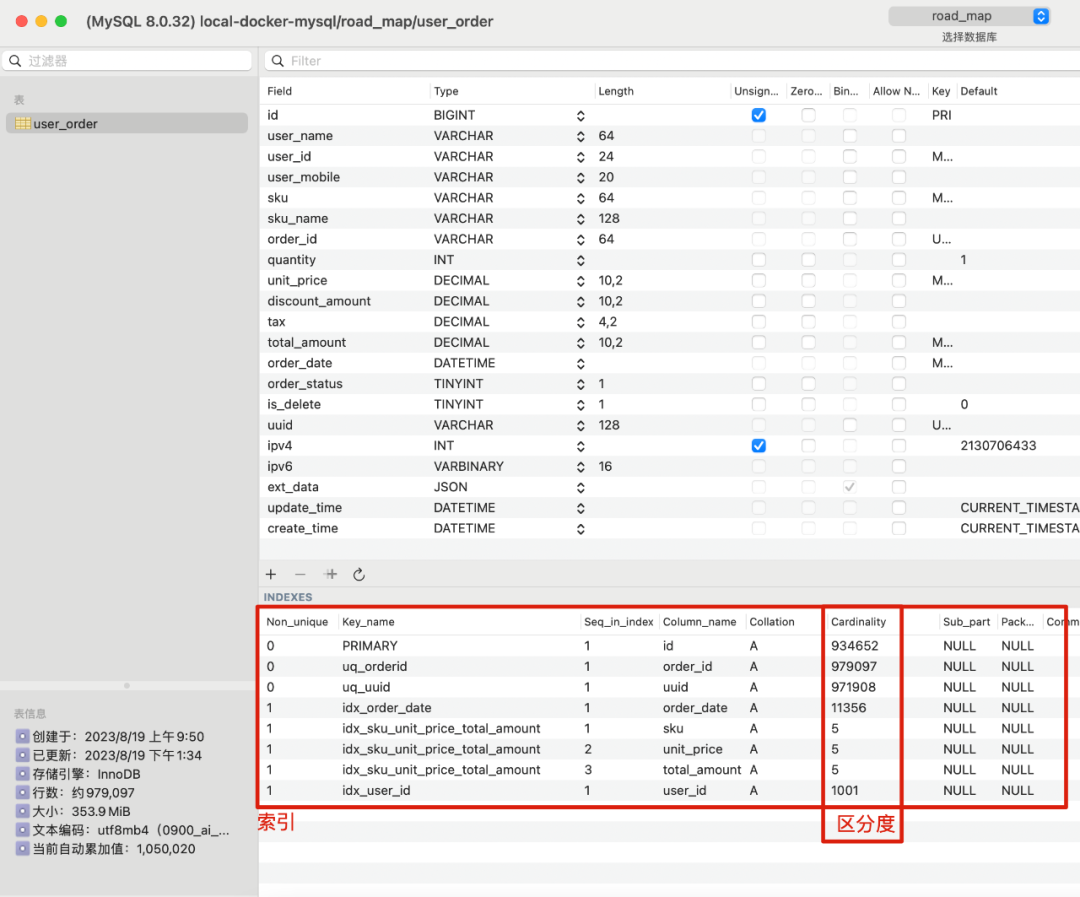 (MySQL 8.0.32) local-docker-mysql/road_map/user_order
road_map
选择数据库
过滤器
Filter
表
user_order
Field Type Length Unsign... Zero... Bin... Allow N... Key Default
id BIGINT PRI
user_name VARCHAR 64
user_id VARCHAR 24 M...
user_mobile VARCHAR 20
sku VARCHAR 64 M...
sku_name VARCHAR 128
order_id VARCHAR 64 U...
quantity INT 1
unit_price DECIMAL 10,2 M...
discount_amount DECIMAL 10,2
tax DECIMAL 4,2
total_amount DECIMAL 10,2 M...
order_date DATETIME M...
order_status TINYINT 1
is_delete TINYINT 1 0
uuid VARCHAR 128 U...
ipv4 INT 2130706433
ipv6 VARBINARY 16
ext_data JSON
update_time DATETIME CURRENT_TIMESTA
create_time DATETIME CURRENT_TIMESTA
INDEXES
Non_unique Key_name Seq_in_index Column_name Collation Cardinality Sub_part Pack... Comm
0 PRIMARY 1 id A 934652 NULL NULL
0 uq_orderid 1 order_id A 979097 NULL NULL
0 uq_uuid 1 uuid A 971908 NULL NULL
1 idx_order_date 1 order_date A 11356 NULL NULL
1 idx_sku_unit_price_total_amount 1 sku A 5 NULL NULL
1 idx_sku_unit_price_total_amount 2 unit_price A 5 NULL NULL
1 idx_sku_unit_price_total_amount 3 total_amount A 5 NULL NULL
1 idx_user_id 1 user_id A 1001 NULL NULL
索引
区分度
表信息
创建于：2023/8/19 上午9:50
已更新：2023/8/19 下午1:34
存储引擎：InnoDB
行数：约979,097
大小：353.9 MiB
文本编码：utf8mb4（0900_ai_...
当前自动累加值：1,050,020